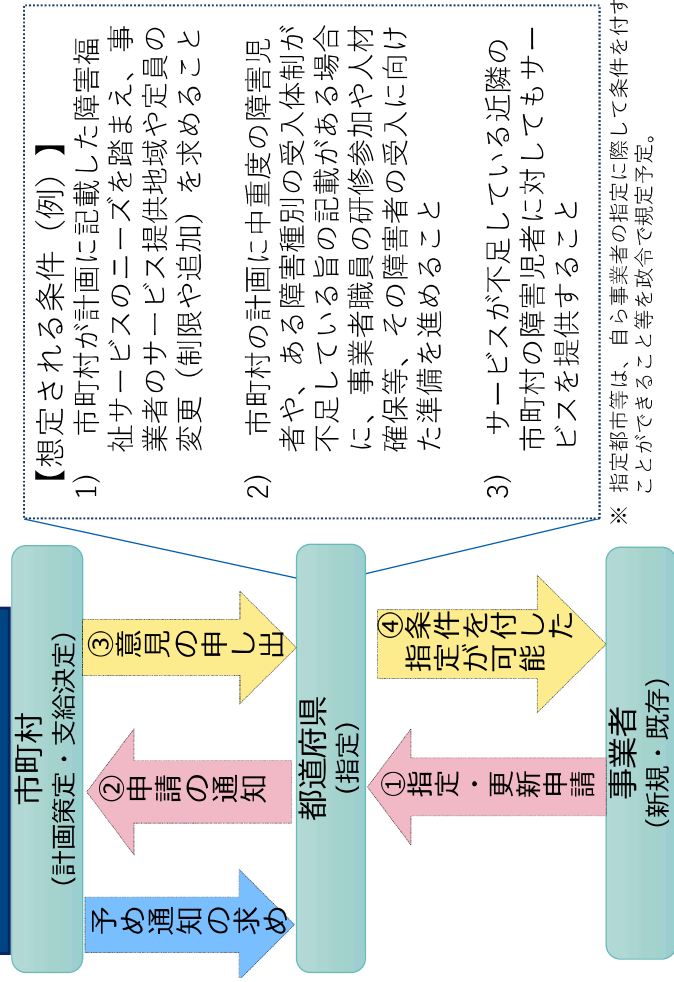 市町村
(計画策定・支給決定)
予め通知の求め
②申請の通知
③意見の申し出
都道府県
(指定)
①指定・更新申請
④条件を付した
指定が可能
事業者
(新規・既存)
【想定される条件(例)】
1) 市町村が計画に記載した障害福
祉サービスのニーズを踏まえ、事
業者のサービス提供地域や定員の
変更(制限や追加)を求めること
2) 市町村の計画に中重度の障害児
者や、ある障害種別の受入体制が
不足している旨の記載がある場合
に、事業者職員の研修参加や人材
確保等、その障害者の受入に向け
た準備を進めること
3) サービスが不足している近隣の
市町村の障害児者に対してもサー
ビスを提供すること
※ 指定都市等は、自ら事業者の指定に際して条件を付す
ことができること等を政令で規定予定。